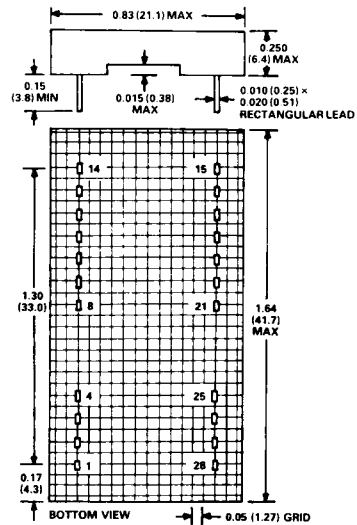 0.83 (21.1) MAX
0.250
(6.4) MAX
0.15
(3.8) MIN
0.015 (0.38)
MAX
0.010 (0.25) ×
0.020 (0.51)
RECTANGULAR LEAD
14
15
1.30
(33.0)
8
21
1.64
(41.7)
MAX
4
25
1
28
0.17
(4.3)
BOTTOM VIEW
0.05 (1.27) GRID